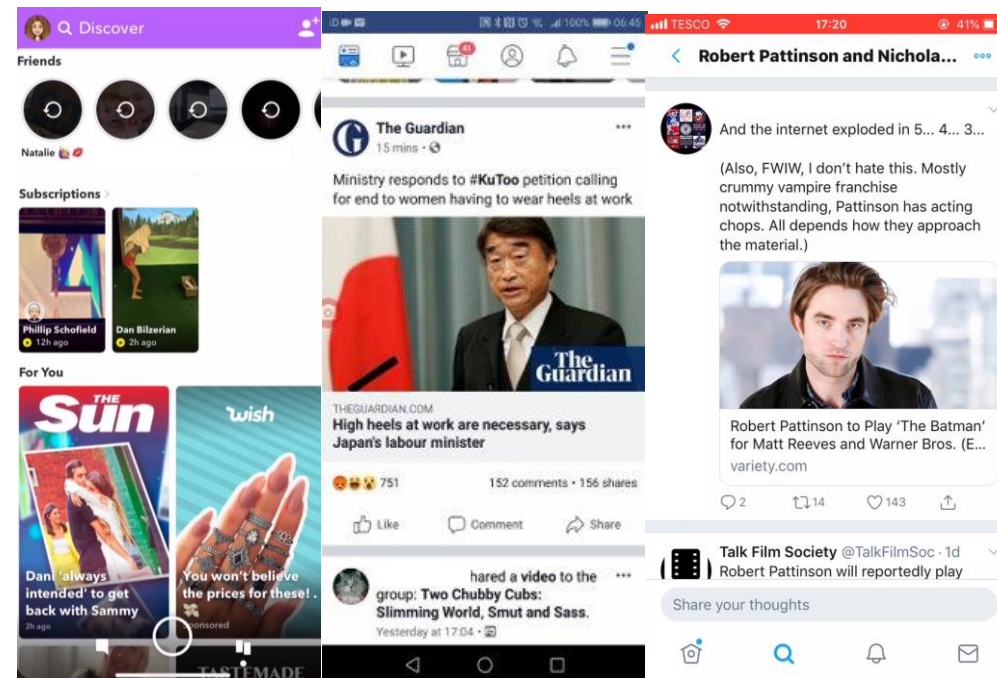 Discover
Friends
Natalie
Subscriptions
Phillip Schofield
12h ago
Dan Bilzerian
2h ago
For You
THE
Sun
Dani 'always
intended' to get
back with Sammy
2h ago
wish
You won't believe
the prices for these! .
Sponsored
TASTEMADE
iD
100% 06:45
41
The Guardian
15 mins ·
Ministry responds to #KuToo petition calling
for end to women having to wear heels at work
The
Guardian
THEGUARDIAN.COM
High heels at work are necessary, says
Japan's labour minister
751
152 comments • 156 shares
Like
Comment
Share
hared a video to the
group: Two Chubby Cubs:
Slimming World, Smut and Sass.
Yesterday at 17:04 ·
TESCO
17:20
41%
Robert Pattinson and Nichola...
And the internet exploded in 5... 4... 3...
(Also, FWIW, I don't hate this. Mostly
crummy vampire franchise
notwithstanding, Pattinson has acting
chops. All depends how they approach
the material.)
Robert Pattinson to Play 'The Batman'
for Matt Reeves and Warner Bros. (E...
variety.com
2
14
143
Talk Film Society @TalkFilmSoc · 1d
Robert Pattinson will reportedly play
Share your thoughts